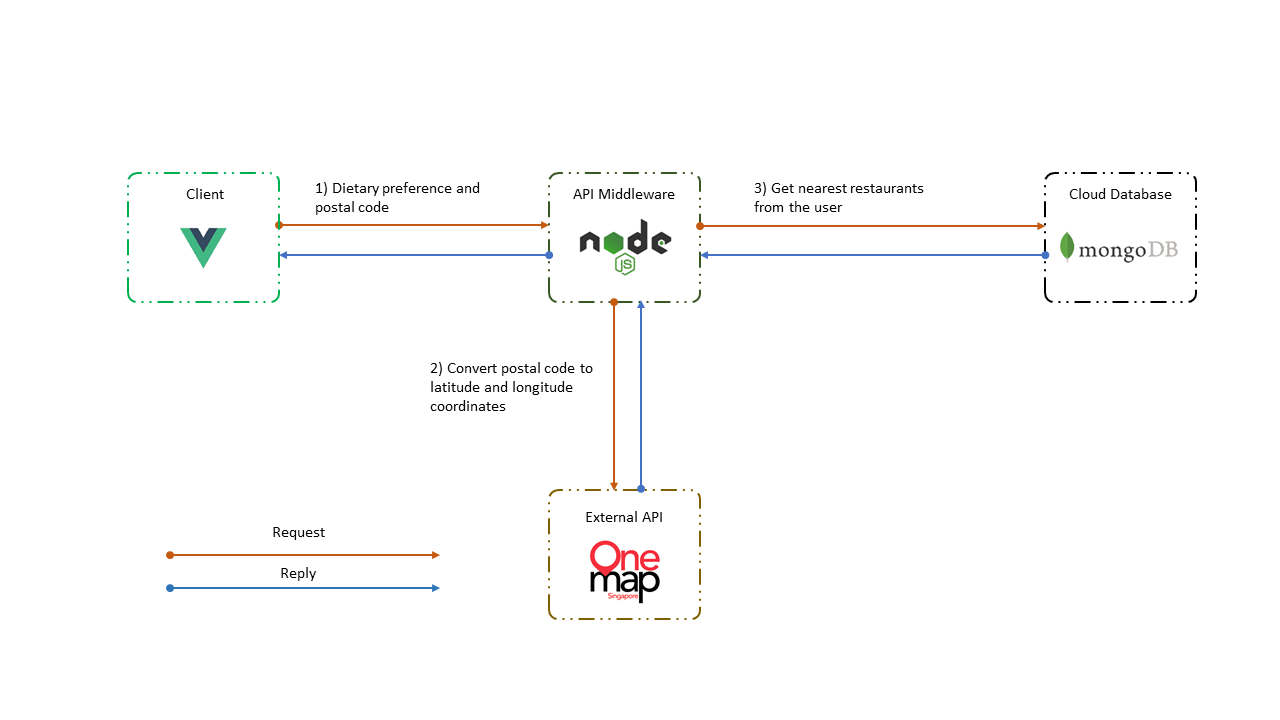 Client
1) Dietary preference and
postal code
API Middleware
node
JS
3) Get nearest restaurants
from the user
Cloud Database
mongoDB
2) Convert postal code to
latitude and longitude
coordinates
External API
One
map
Singapore
Request
Reply